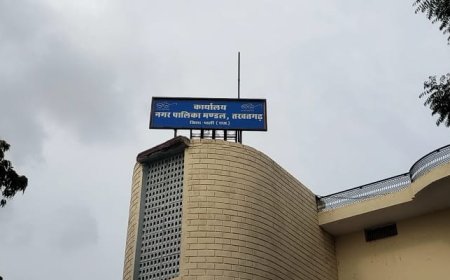 कार्यालय
नगर पालिका मण्डल, तखतगढ़
जिला-पाली (राज.)